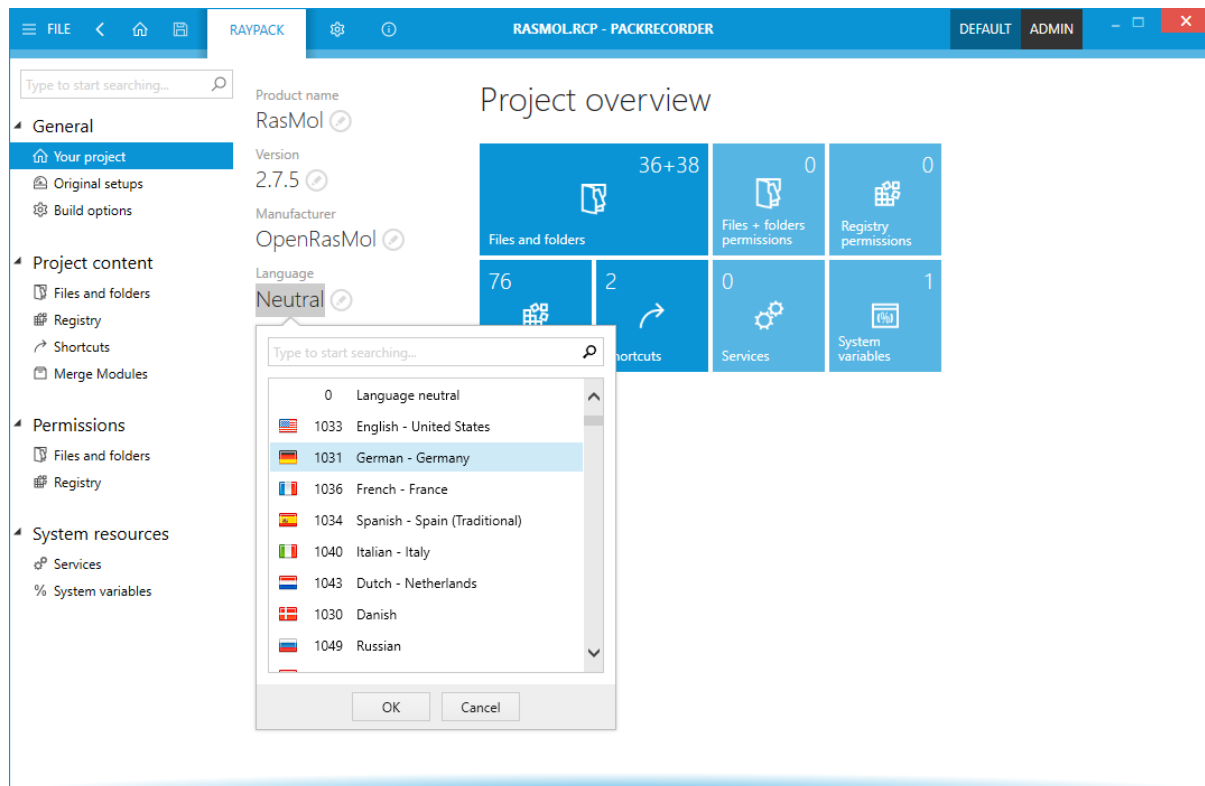 FILE
RAYPACK
RASMOL.RCP - PACKRECORDER
DEFAULT
ADMIN
Type to start searching...
General
Your project
Original setups
Build options
Project content
Files and folders
Registry
Shortcuts
Merge Modules
Permissions
Files and folders
Registry
System resources
Services
% System variables
Product name
RasMol
Version
2.7.5
Manufacturer
OpenRasMol
Language
Neutral
Type to start searching...
0 Language neutral
1033 English - United States
1031 German - Germany
1036 French - France
1034 Spanish - Spain (Traditional)
1040 Italian - Italy
1043 Dutch - Netherlands
1030 Danish
1049 Russian
OK
Cancel
Project overview
36+38
Files and folders
0
Files + folders
permissions
0
Registry
permissions
76
2
hortcuts
0
Services
1
(%)
System
variables